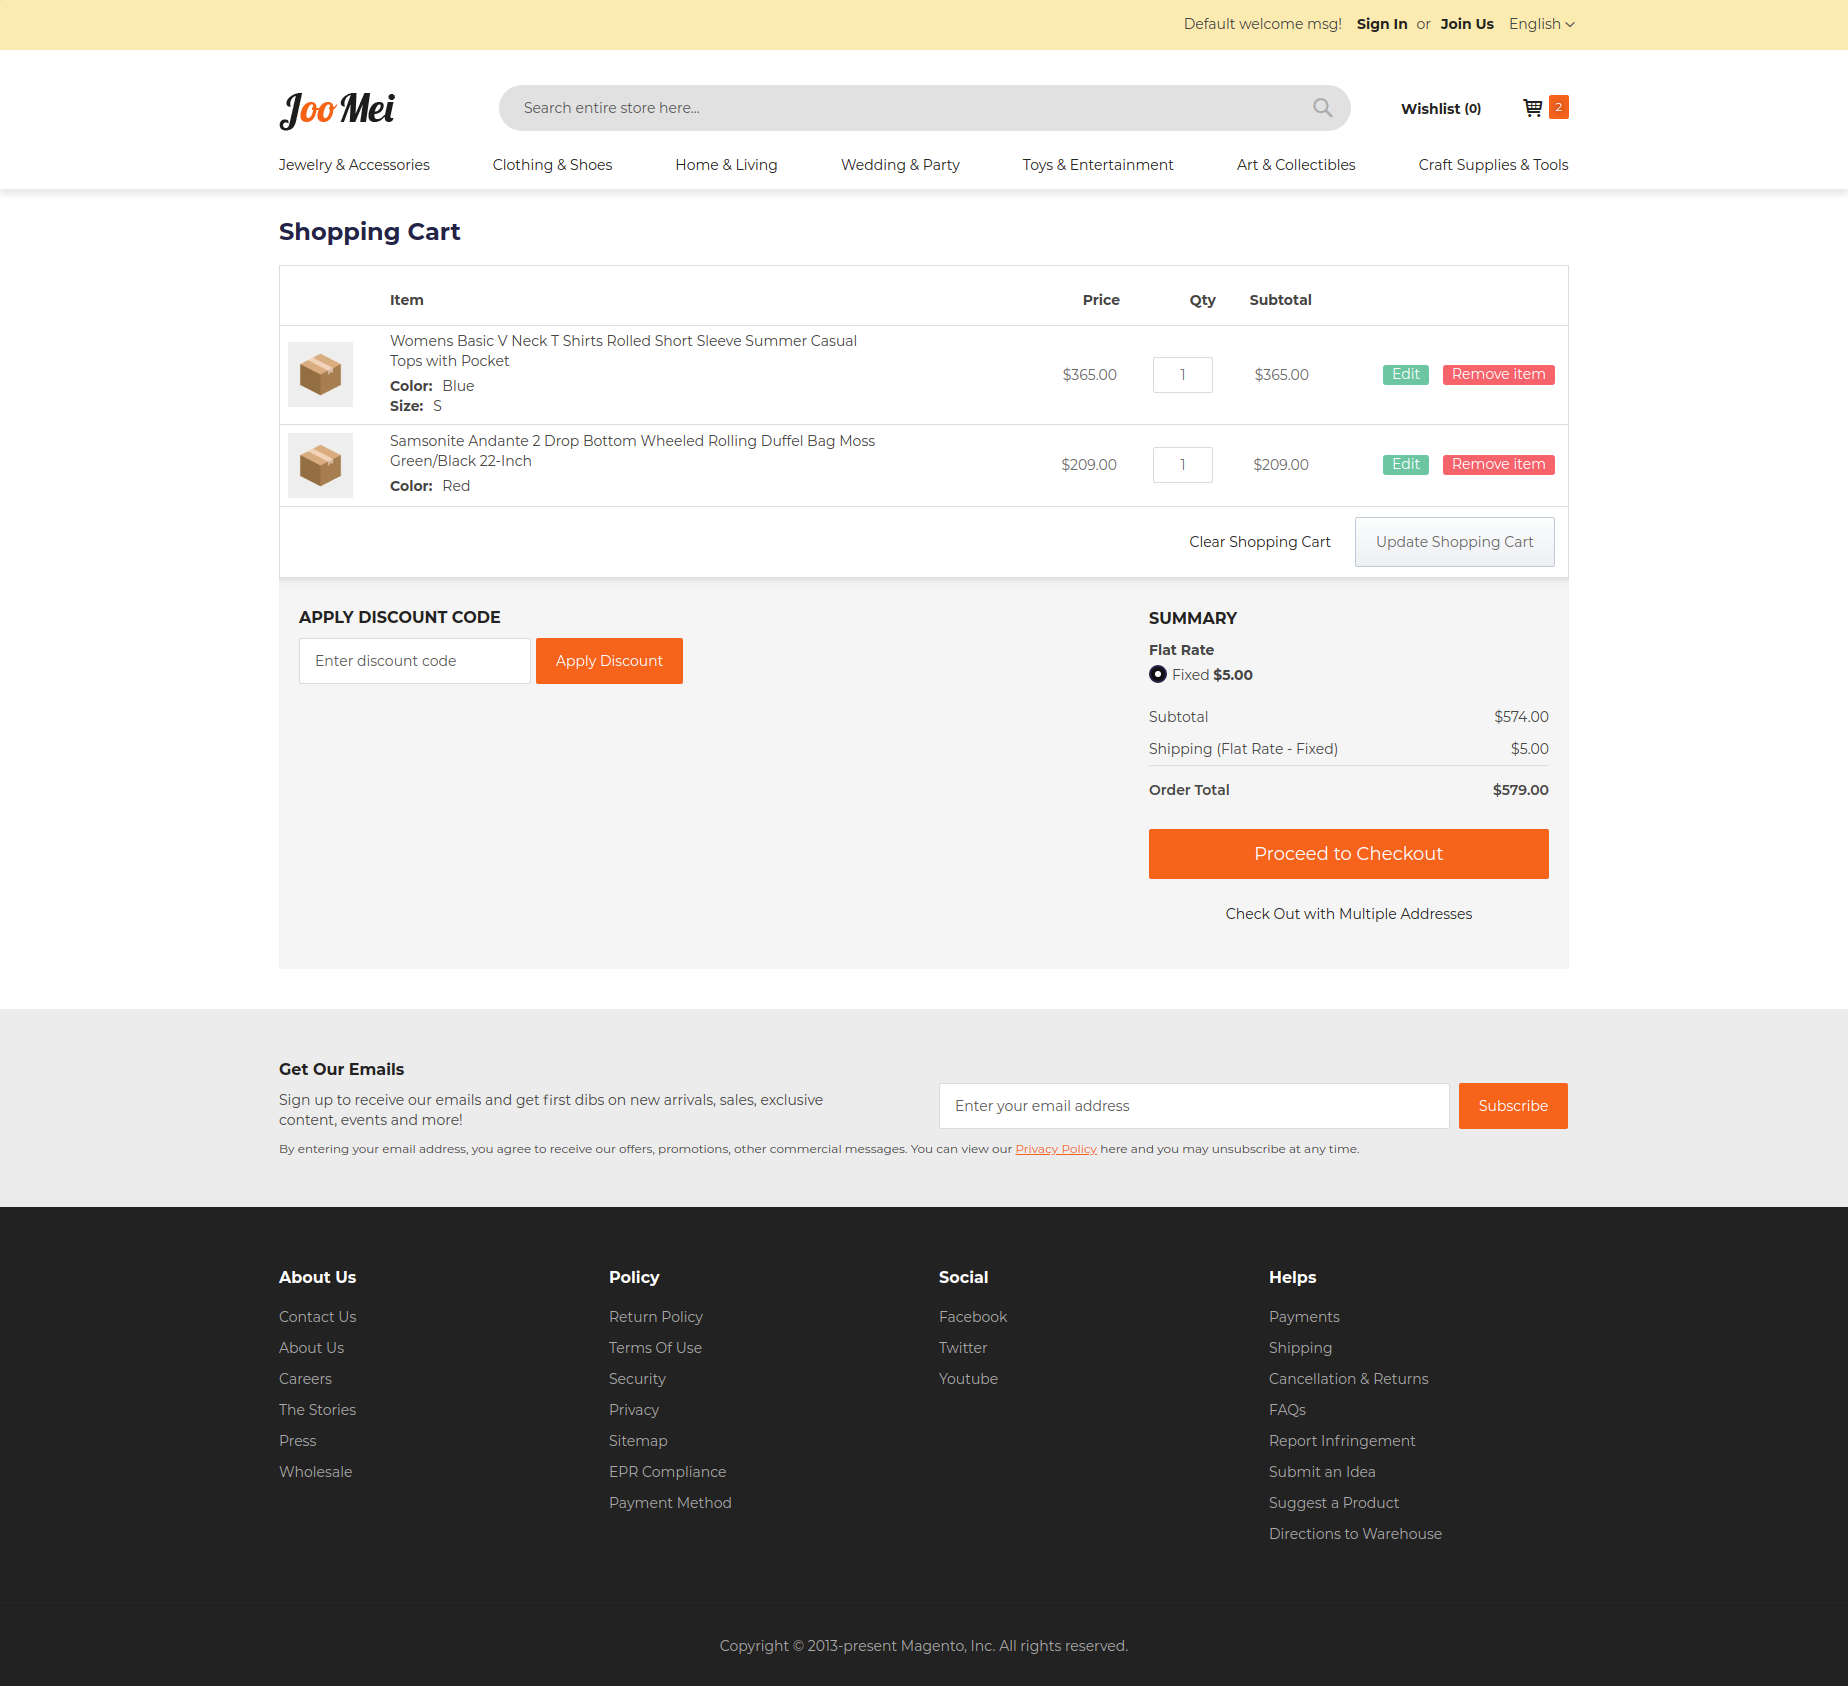 Default welcome msg! Sign In or Join Us English
JooMei
Search entire store here...
Wishlist (0)
2
Jewelry & Accessories Clothing & Shoes Home & Living Wedding & Party Toys & Entertainment Art & Collectibles Craft Supplies & Tools
Shopping Cart
Item Price Qty Subtotal
Womens Basic V Neck T Shirts Rolled Short Sleeve Summer Casual
Tops with Pocket
Color: Blue
Size: S
$365.00 1 $365.00 Edit Remove item
Samsonite Andante 2 Drop Bottom Wheeled Rolling Duffel Bag Moss
Green/Black 22-Inch
Color: Red
$209.00 1 $209.00 Edit Remove item
Clear Shopping Cart Update Shopping Cart
APPLY DISCOUNT CODE
Enter discount code Apply Discount
SUMMARY
Flat Rate
Fixed $5.00
Subtotal $574.00
Shipping (Flat Rate - Fixed) $5.00
Order Total $579.00
Proceed to Checkout
Check Out with Multiple Addresses
Get Our Emails
Sign up to receive our emails and get first dibs on new arrivals, sales, exclusive
content, events and more!
Enter your email address Subscribe
By entering your email address, you agree to receive our offers, promotions, other commercial messages. You can view our Privacy Policy here and you may unsubscribe at any time.
About Us
Contact Us
About Us
Careers
The Stories
Press
Wholesale
Policy
Return Policy
Terms Of Use
Security
Privacy
Sitemap
EPR Compliance
Payment Method
Social
Facebook
Twitter
Youtube
Helps
Payments
Shipping
Cancellation & Returns
FAQs
Report Infringement
Submit an Idea
Suggest a Product
Directions to Warehouse
Copyright © 2013-present Magento, Inc. All rights reserved.